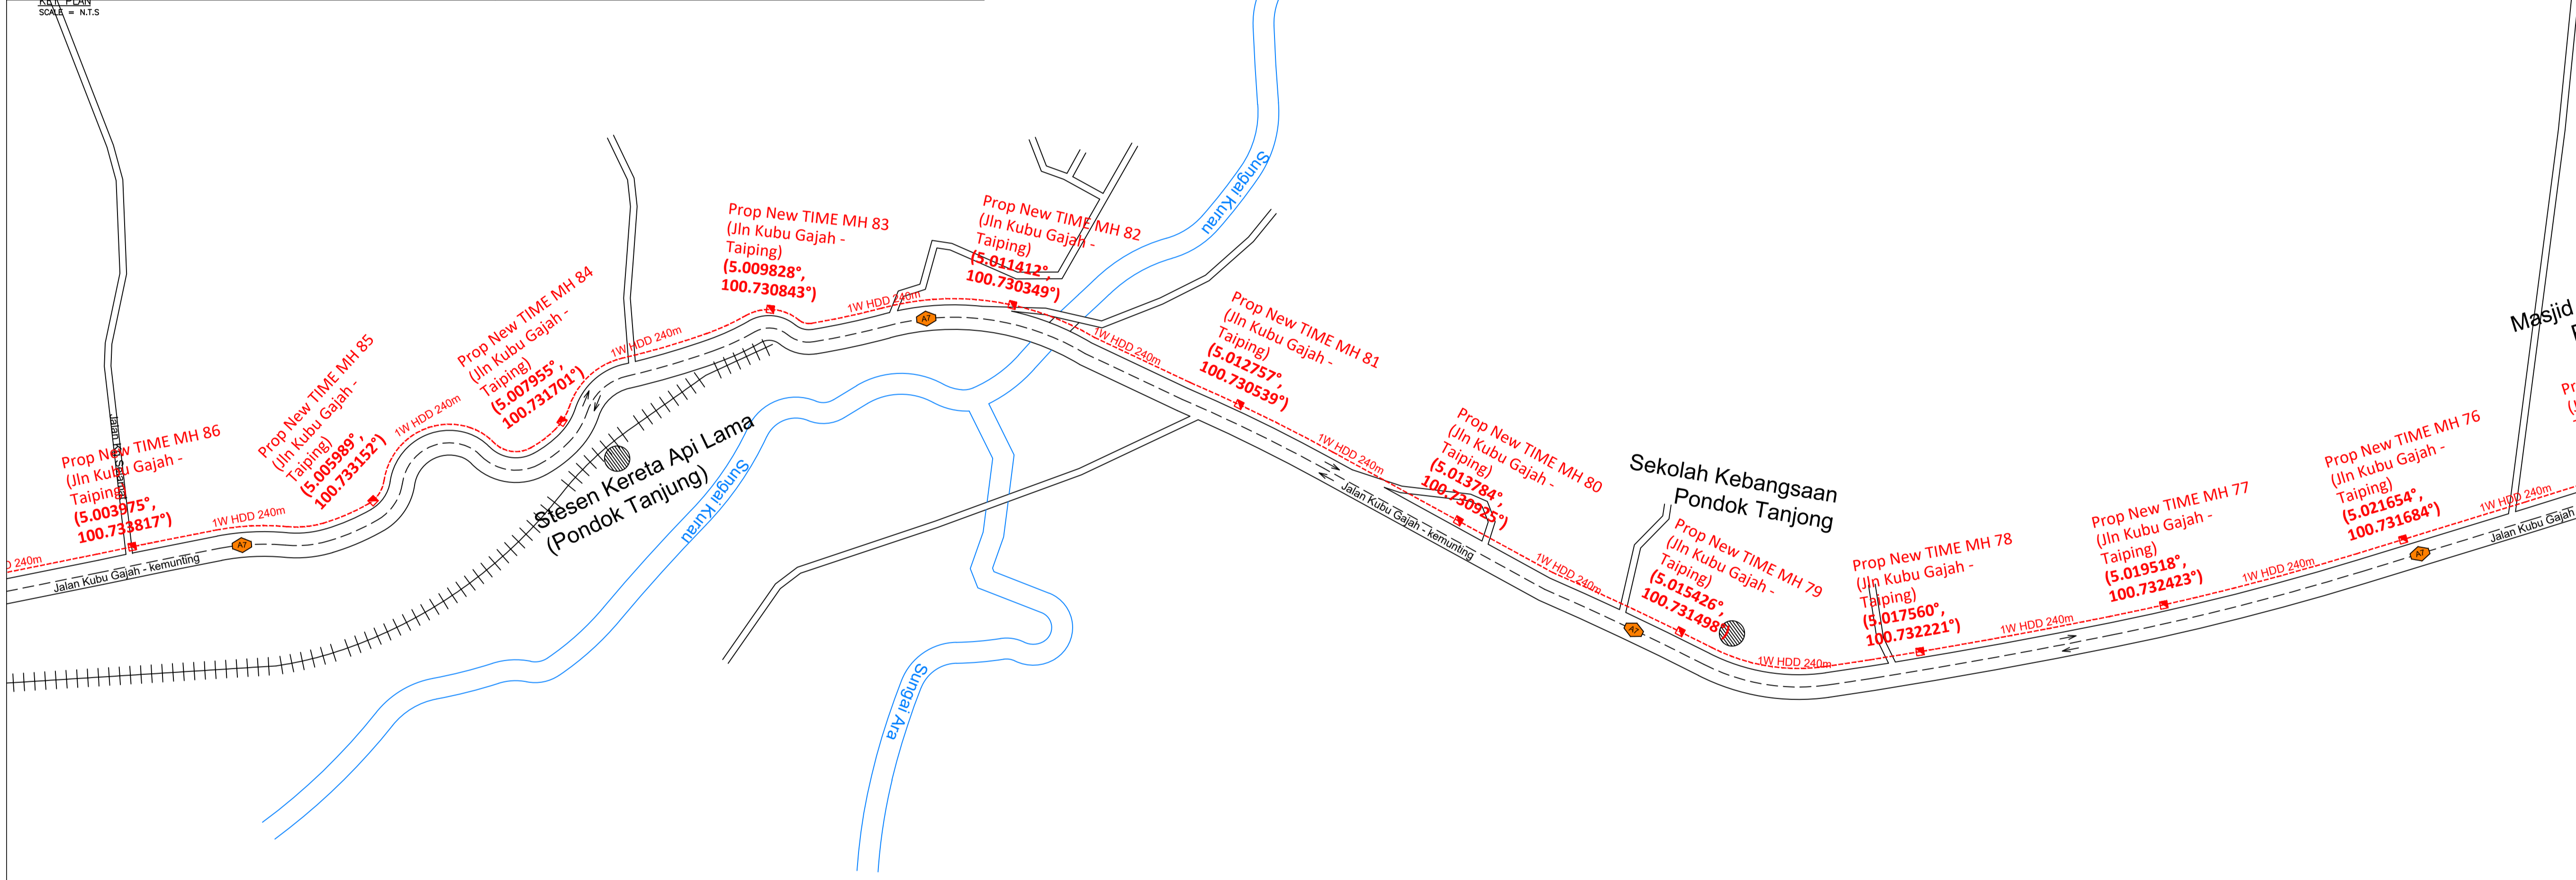 KEY PLAN
SCALE = N.T.S
Prop New TIME MH 86
(Jln Kubu Gajah -
Taiping)
(5.003975°,
100.733817°)
Jalan Kubu Gajah - kemunting
1W HDD 240m
A7
Prop New TIME MH 85
(Jln Kubu Gajah -
Taiping)
(5.005989°,
100.733152°)
1W HDD 240m
Prop New TIME MH 84
(Jln Kubu Gajah -
Taiping)
(5.007955°,
100.731701°)
1W HDD 240m
Stesen Kereta Api Lama
(Pondok Tanjung)
Sungai Kurau
Prop New TIME MH 83
(Jln Kubu Gajah -
Taiping)
(5.009828°,
100.730843°)
1W HDD 240m
A7
Sungai Ara
Prop New TIME MH 82
(Jln Kubu Gajah -
Taiping)
(5.011412°,
100.730349°)
1W HDD 240m
Sungai Kurau
Prop New TIME MH 81
(Jln Kubu Gajah -
Taiping)
(5.012757°,
100.730539°)
1W HDD 240m
Jalan Kubu Gajah - kemunting
Prop New TIME MH 80
(Jln Kubu Gajah -
Taiping)
(5.013784°,
100.730925°)
1W HDD 240m
Sekolah Kebangsaan
Pondok Tanjong
A7
Prop New TIME MH 79
(Jln Kubu Gajah -
Taiping)
(5.015426°,
100.731498°)
1W HDD 240m
Prop New TIME MH 78
(Jln Kubu Gajah -
Taiping)
(5.017560°,
100.732221°)
1W HDD 240m
Prop New TIME MH 77
(Jln Kubu Gajah -
Taiping)
(5.019518°,
100.732423°)
1W HDD 240m
Prop New TIME MH 76
(Jln Kubu Gajah -
Taiping)
(5.021654°,
100.731684°)
A7
1W HDD 240m
Jalan Kubu Gajah
Masjid